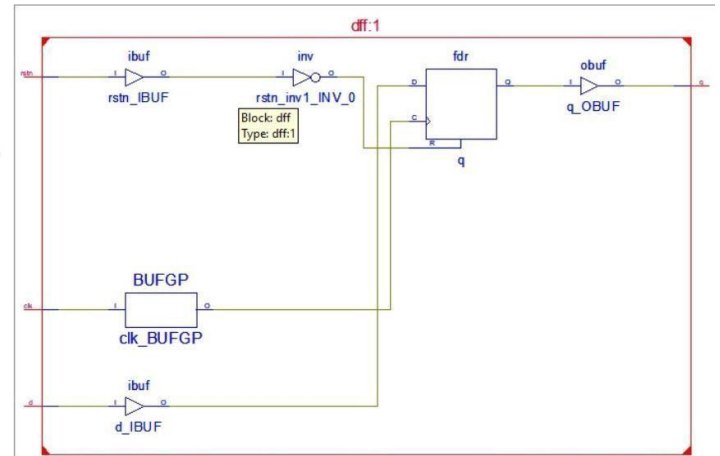 dff:1
ibuf
inv
fdr
obuf
rstn
I
O
I
O
D
Q
I
O
q
rstn_IBUF
rstn_inv1_INV_0
q_OBUF
Block: dff
Type: dff:1
C
R
q
BUFGP
clk
I
O
clk_BUFGP
ibuf
d
I
O
d_IBUF